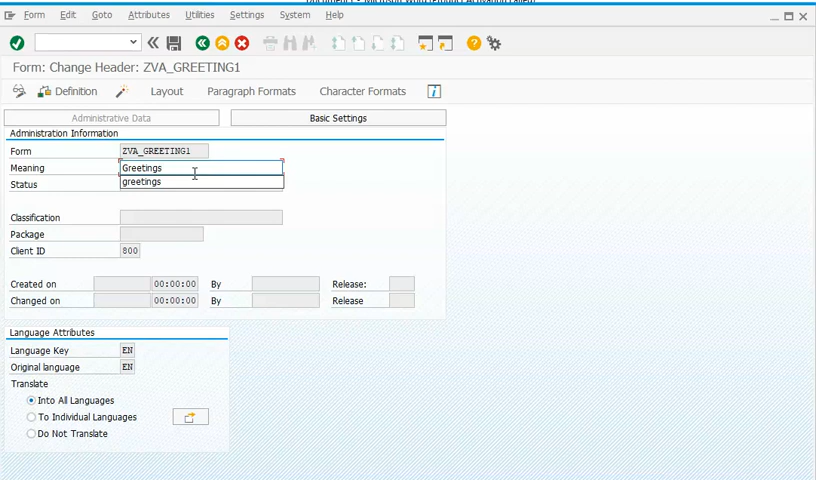 Form Edit Goto Attributes Utilities Settings System Help
Form: Change Header: ZVA_GREETING1
Definition Layout Paragraph Formats Character Formats
Administrative Data Basic Settings
Administration Information
Form ZVA_GREETING1
Meaning Greetings
greetings
Status
Classification
Package
Client ID 800
Created on 00:00:00 By Release:
Changed on 00:00:00 By Release
Language Attributes
Language Key EN
Original language EN
Translate
Into All Languages
To Individual Languages
Do Not Translate